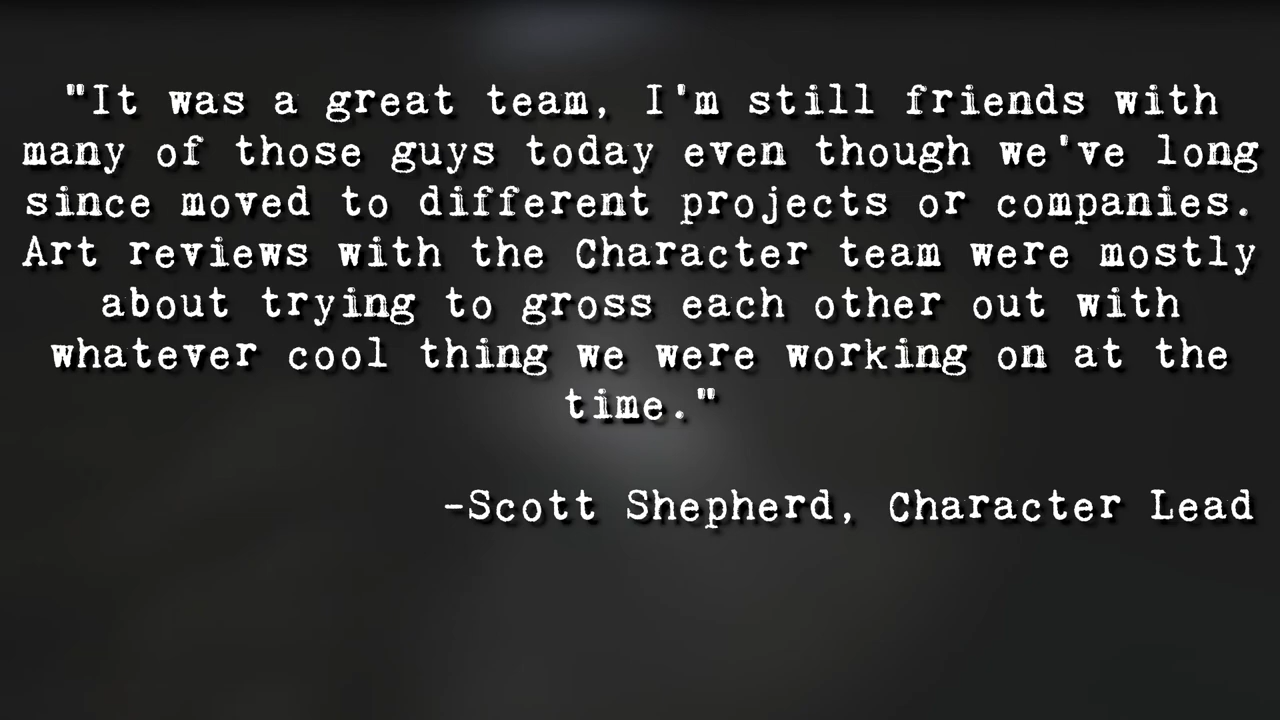 "It was a great team, I'm still friends with
many of those guys today even though we've long
since moved to different projects or companies.
Art reviews with the Character team were mostly
about trying to gross each other out with
whatever cool thing we were working on at the
time."
-Scott Shepherd, Character Lead